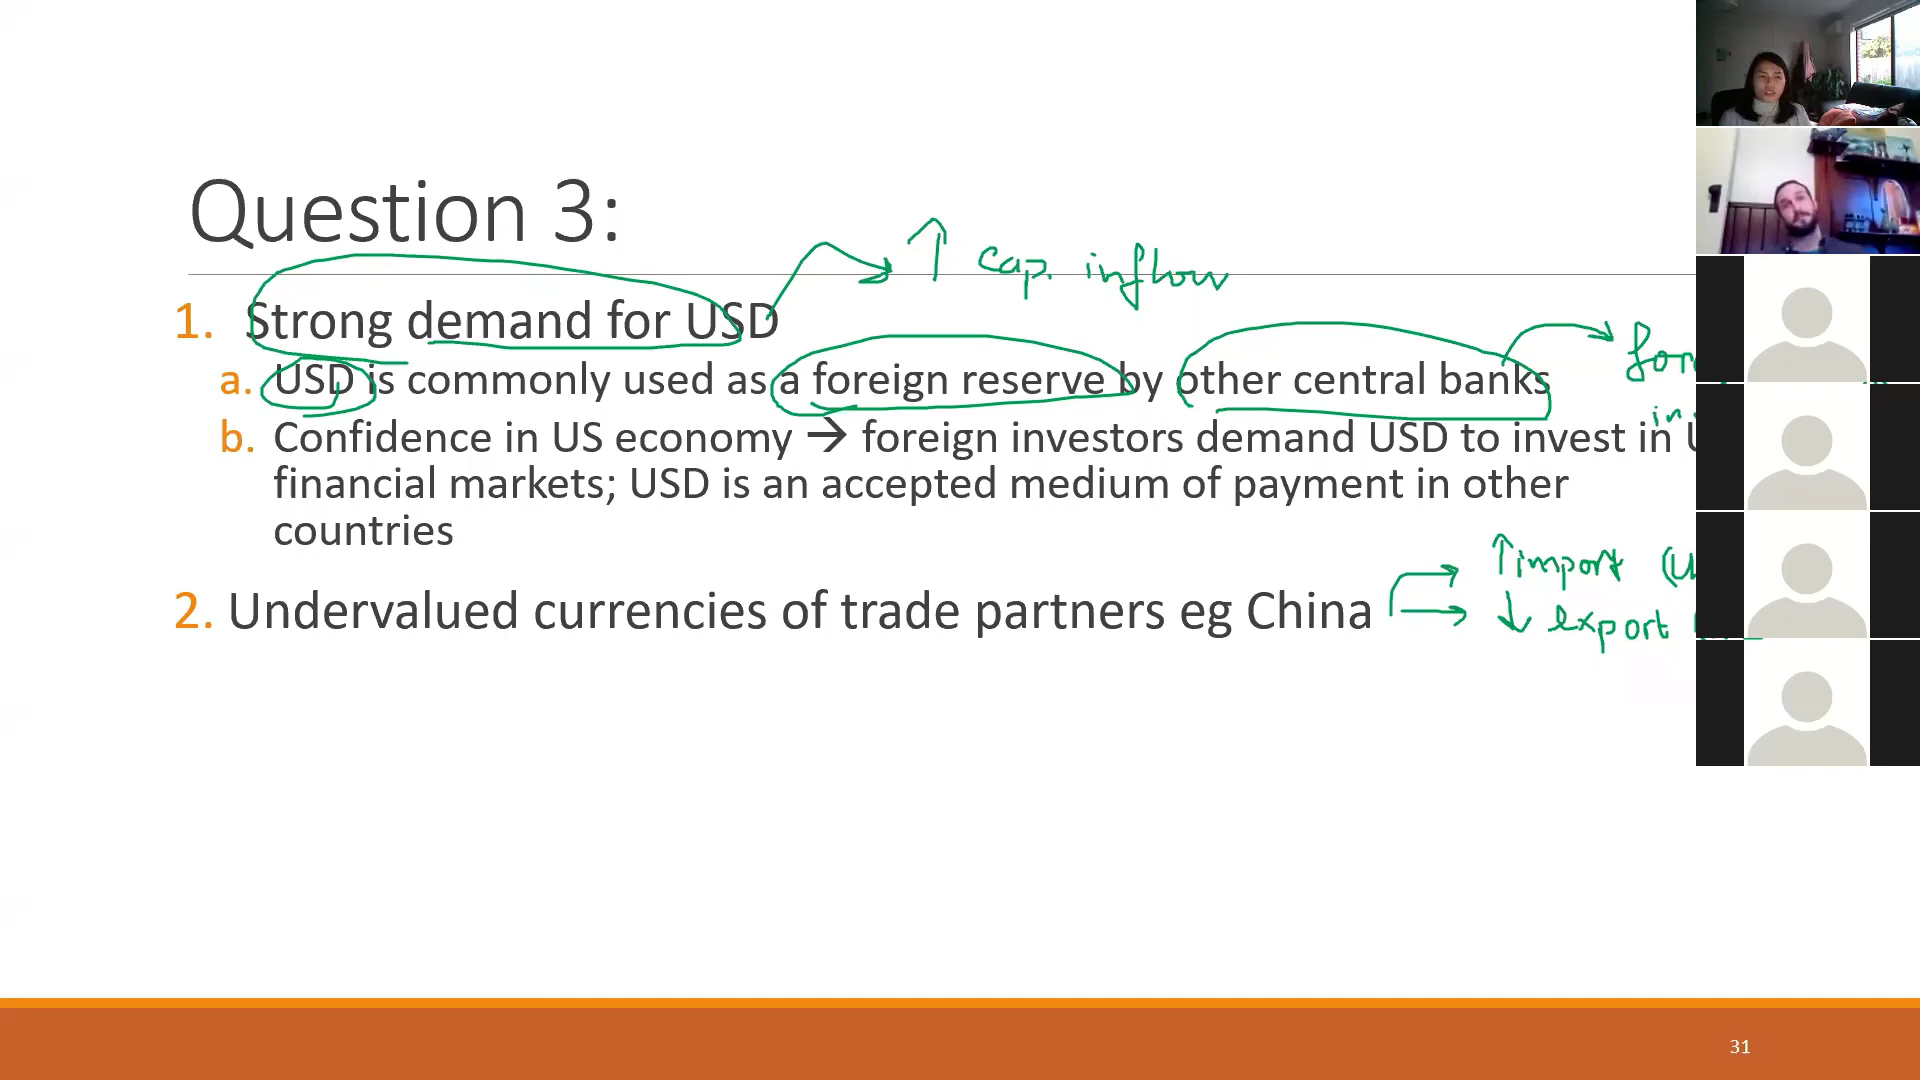 Question 3:
↑ cap. inflow
1. Strong demand for USD
a. USD is commonly used as a foreign reserve by other central banks
b. Confidence in US economy → foreign investors demand USD to invest in
financial markets; USD is an accepted medium of payment in other
countries
↑ import
2. Undervalued currencies of trade partners eg China
↓ export
31